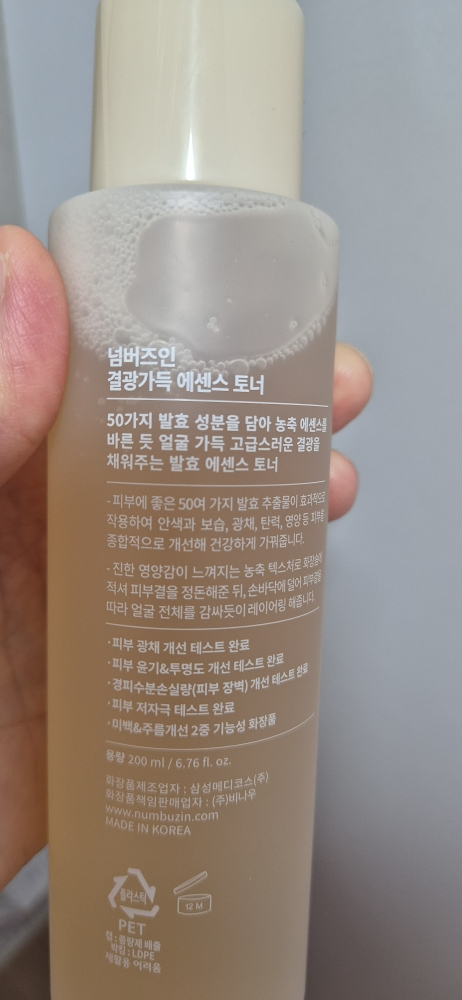 넘버즈인
결광가득 에센스 토너
50가지 발효 성분을 담아 농축 에센스를
바른 듯 얼굴 가득 고급스러운 결광을
채워주는 발효 에센스 토너
- 피부에 좋은 50여 가지 발효 추출물이 효과적으로
작용하여 안색과 보습, 광채, 탄력, 영양 등 피부를
종합적으로 개선해 건강하게 가꿔줍니다.
- 진한 영양감이 느껴지는 농축 텍스처로 화장솜에
적셔 피부결을 정돈해준 뒤, 손바닥에 덜어 피부결을
따라 얼굴 전체를 감싸듯이 레이어링 해줍니다.
·피부 광채 개선 테스트 완료
·피부 윤기&투명도 개선 테스트 완료
·경피수분손실량(피부 장벽) 개선 테스트 완료
·피부 저자극 테스트 완료
·미백&주름개선 2중 기능성 화장품
용량 200 ml / 6.76 fl. oz.
화장품제조업자 : 삼성메디코스(주)
화장품책임판매업자 : (주)비나우
www.numbuzin.com
MADE IN KOREA
플라스틱
12 M
PET
캡 : 종량제 배출
박킹 : LDPE
재활용 어려움